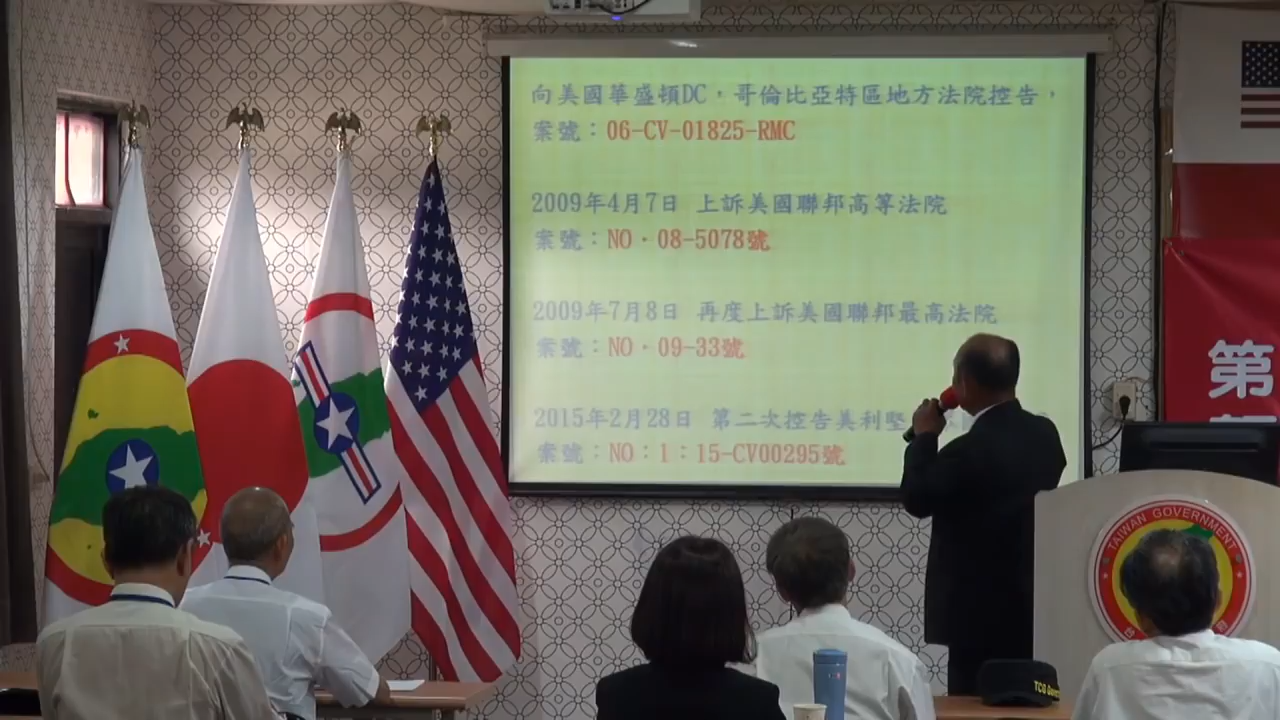 向美國華盛頓DC，哥倫比亞特區地方法院控告，
案號：06-CV-01825-RMC
2009年4月7日 上訴美國聯邦高等法院
案號：NO．08-5078號
2009年7月8日 再度上訴美國聯邦最高法院
案號：NO．09-33號
2015年2月28日 第二次控告美利堅
案號：NO：1：15-CV00295號
第
TAIWAN GOVERNMENT
TCG